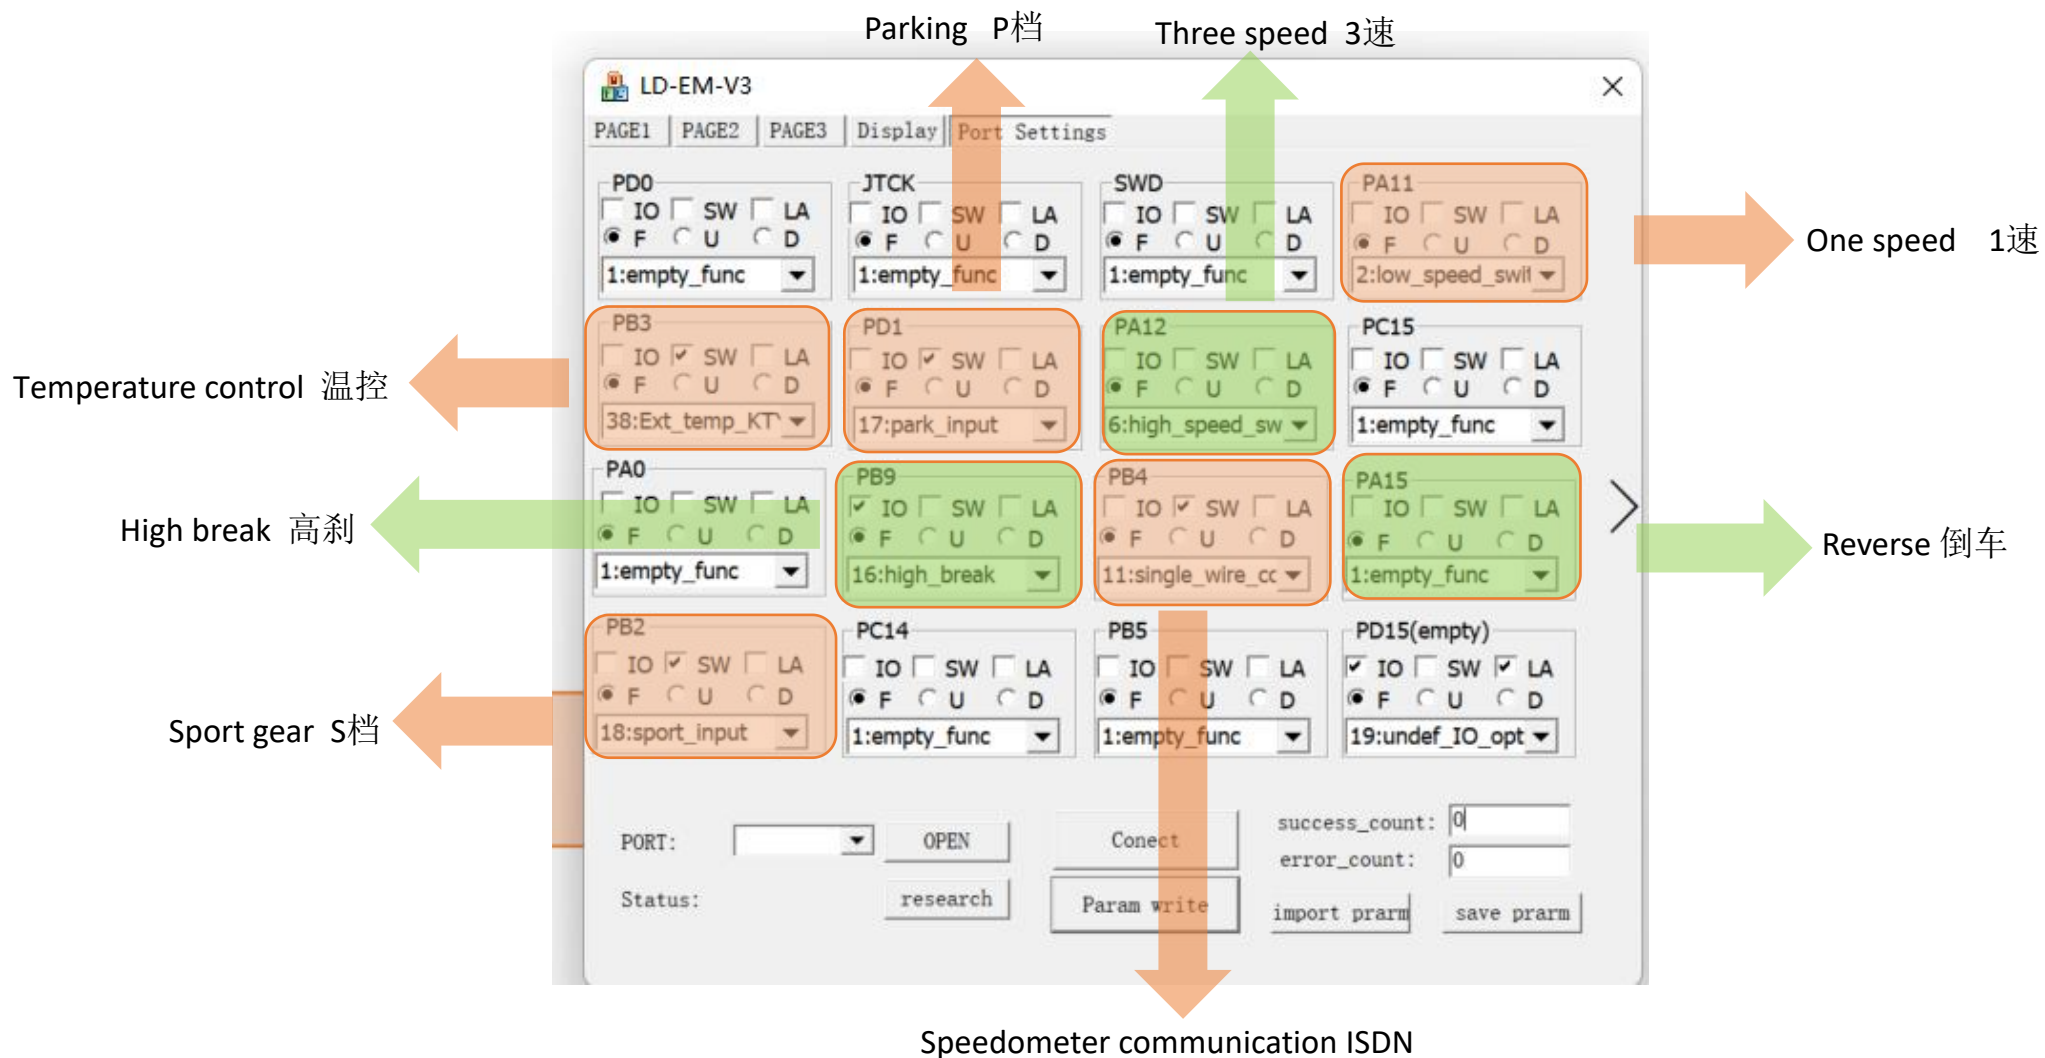 Parking P档
Three speed 3速
LD-EM-V3
PAGE1 PAGE2 PAGE3 Display Port Settings
PD0
IO SW LA
F U D
1:empty_func
JTCK
IO SW LA
F U D
1:empty_func
SWD
IO SW LA
F U D
1:empty_func
PA11
IO SW LA
F U D
2:low_speed_swit
One speed 1速
Temperature control 温控
PB3
IO SW LA
F U D
38:Ext_temp_KTY
PD1
IO SW LA
F U D
17:park_input
PA12
IO SW LA
F U D
6:high_speed_sw
PC15
IO SW LA
F U D
1:empty_func
High break 高刹
PA0
IO SW LA
F U D
1:empty_func
PB9
IO SW LA
F U D
16:high_break
PB4
IO SW LA
F U D
11:single_wire_cc
PA15
IO SW LA
F U D
1:empty_func
Reverse 倒车
Sport gear S档
PB2
IO SW LA
F U D
18:sport_input
PC14
IO SW LA
F U D
1:empty_func
PB5
IO SW LA
F U D
1:empty_func
PD15(empty)
IO SW LA
F U D
19:undef_IO_opt
PORT: OPEN Conect success_count: 0
error_count: 0
Status: research Param write import prarm save prarm
Speedometer communication ISDN